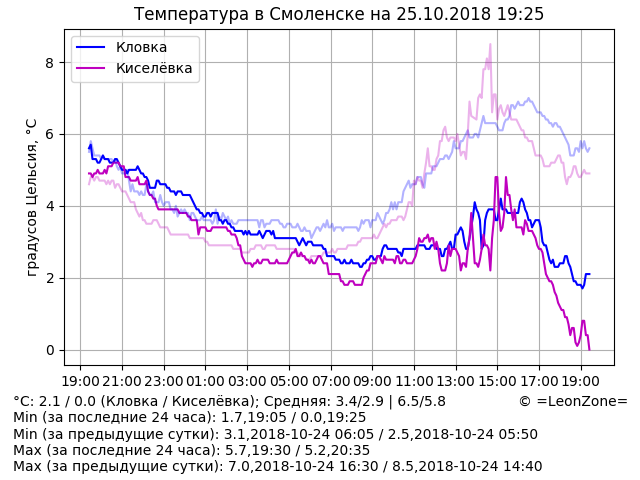 Температура в Смоленске на 25.10.2018 19:25
Кловка
Киселёвка
градусов Цельсия, °C
8
6
4
2
0
19:00 21:00 23:00 01:00 03:00 05:00 07:00 09:00 11:00 13:00 15:00 17:00 19:00
°C: 2.1 / 0.0 (Кловка / Киселёвка); Средняя: 3.4/2.9 | 6.5/5.8 © =LeonZone=
Min (за последние 24 часа): 1.7,19:05 / 0.0,19:25
Min (за предыдущие сутки): 3.1,2018-10-24 06:05 / 2.5,2018-10-24 05:50
Max (за последние 24 часа): 5.7,19:30 / 5.2,20:35
Max (за предыдущие сутки): 7.0,2018-10-24 16:30 / 8.5,2018-10-24 14:40